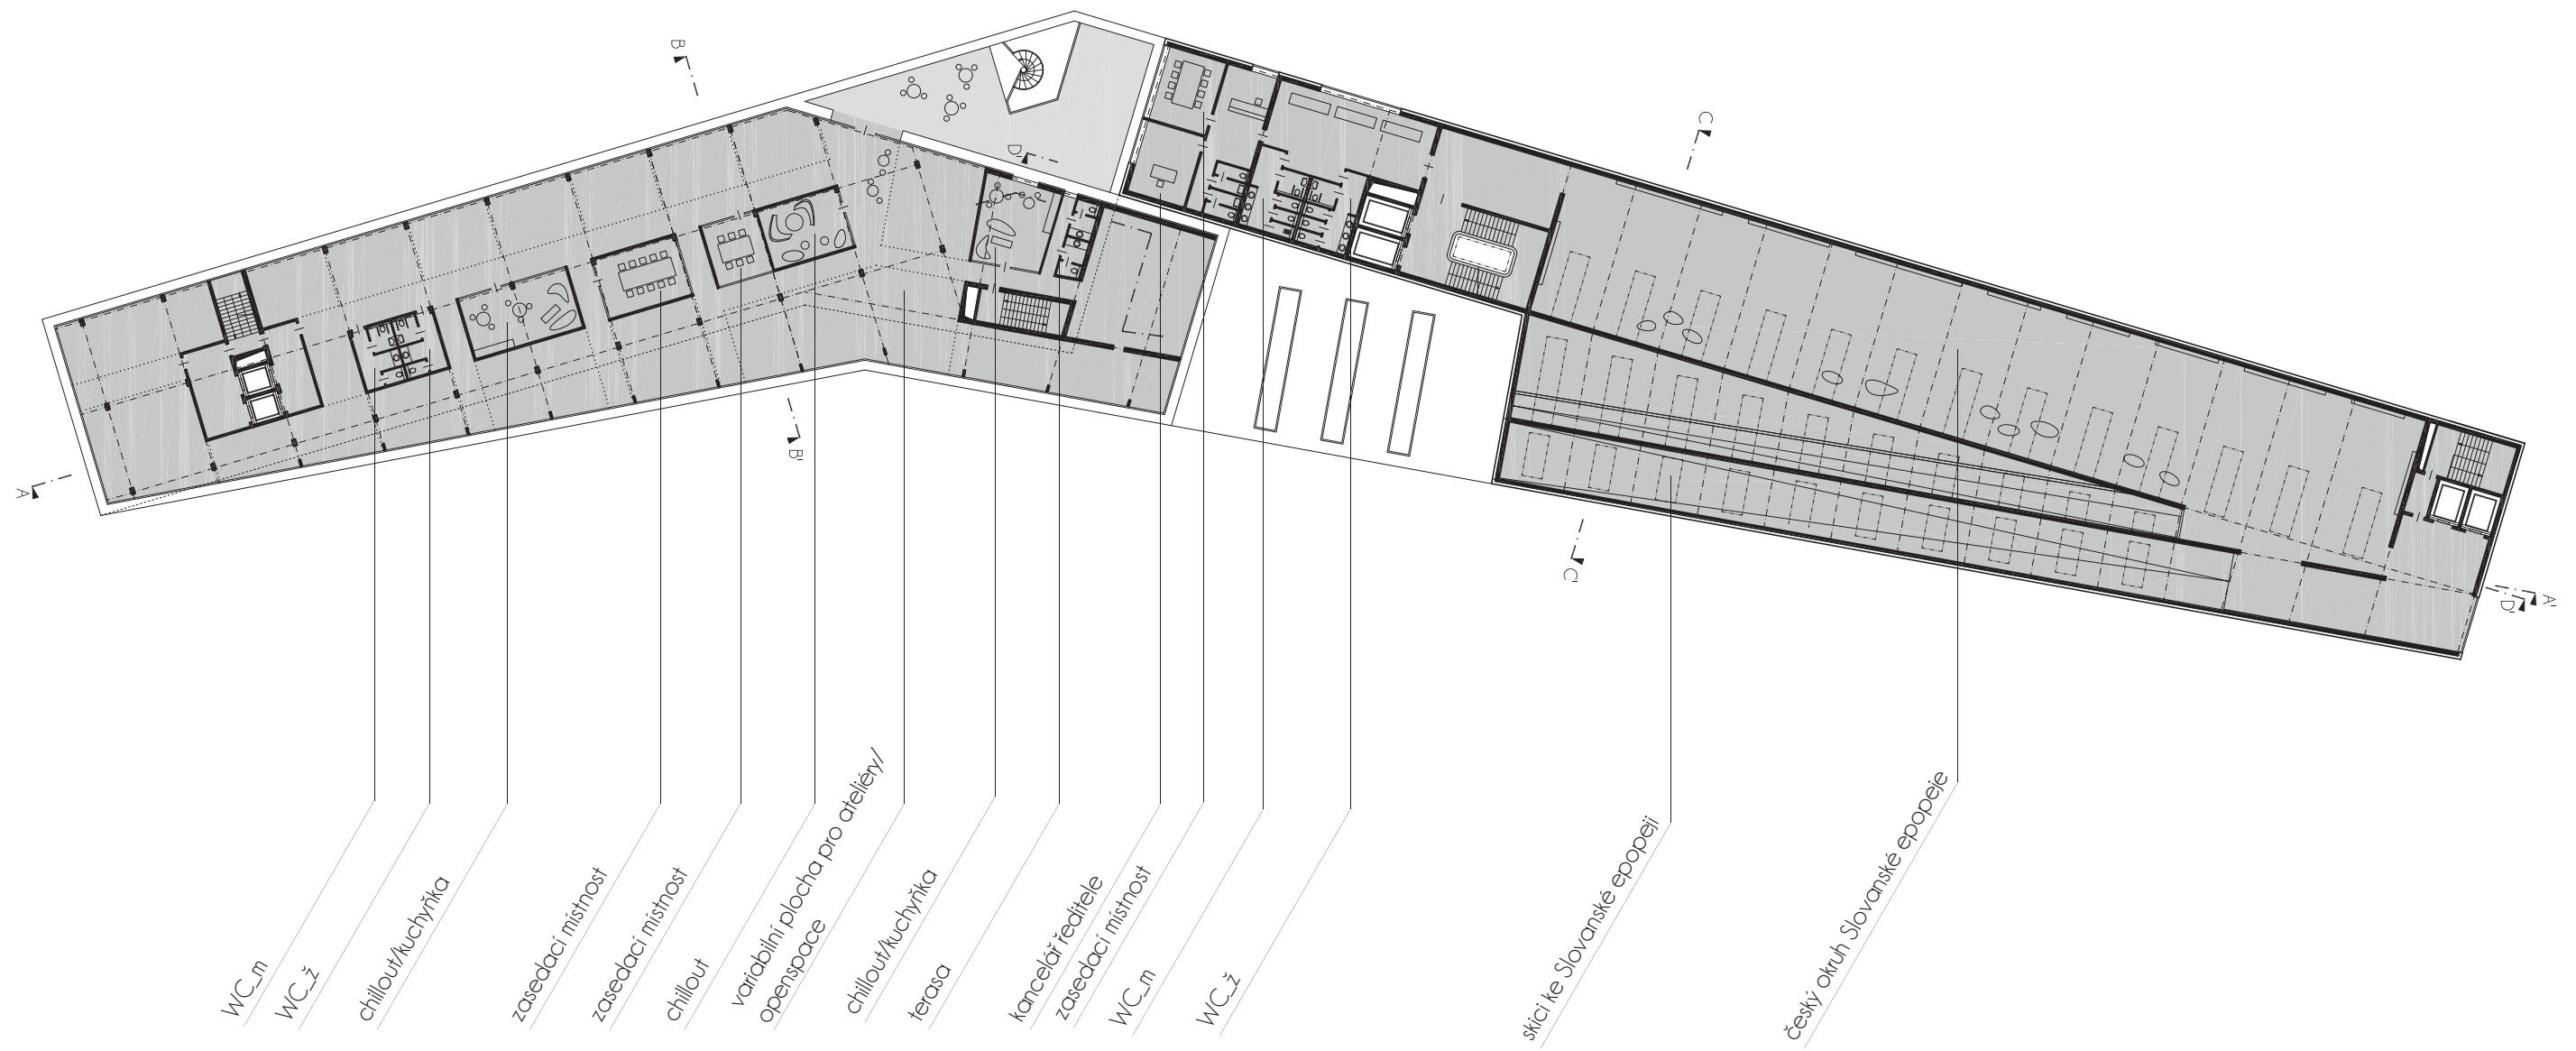 B
C
D'
A
B'
C'
A'
D'
WC_m
WC_ž
chillout/kuchyňka
zasedací místnost
zasedací místnost
chillout
variabilní plocha pro ateliéry/
openspace
chillout/kuchyňka
terasa
kancelář ředitele
zasedací místnost
WC_m
WC_ž
skici ke Slovanské epopeji
český okruh Slovanské epopeje